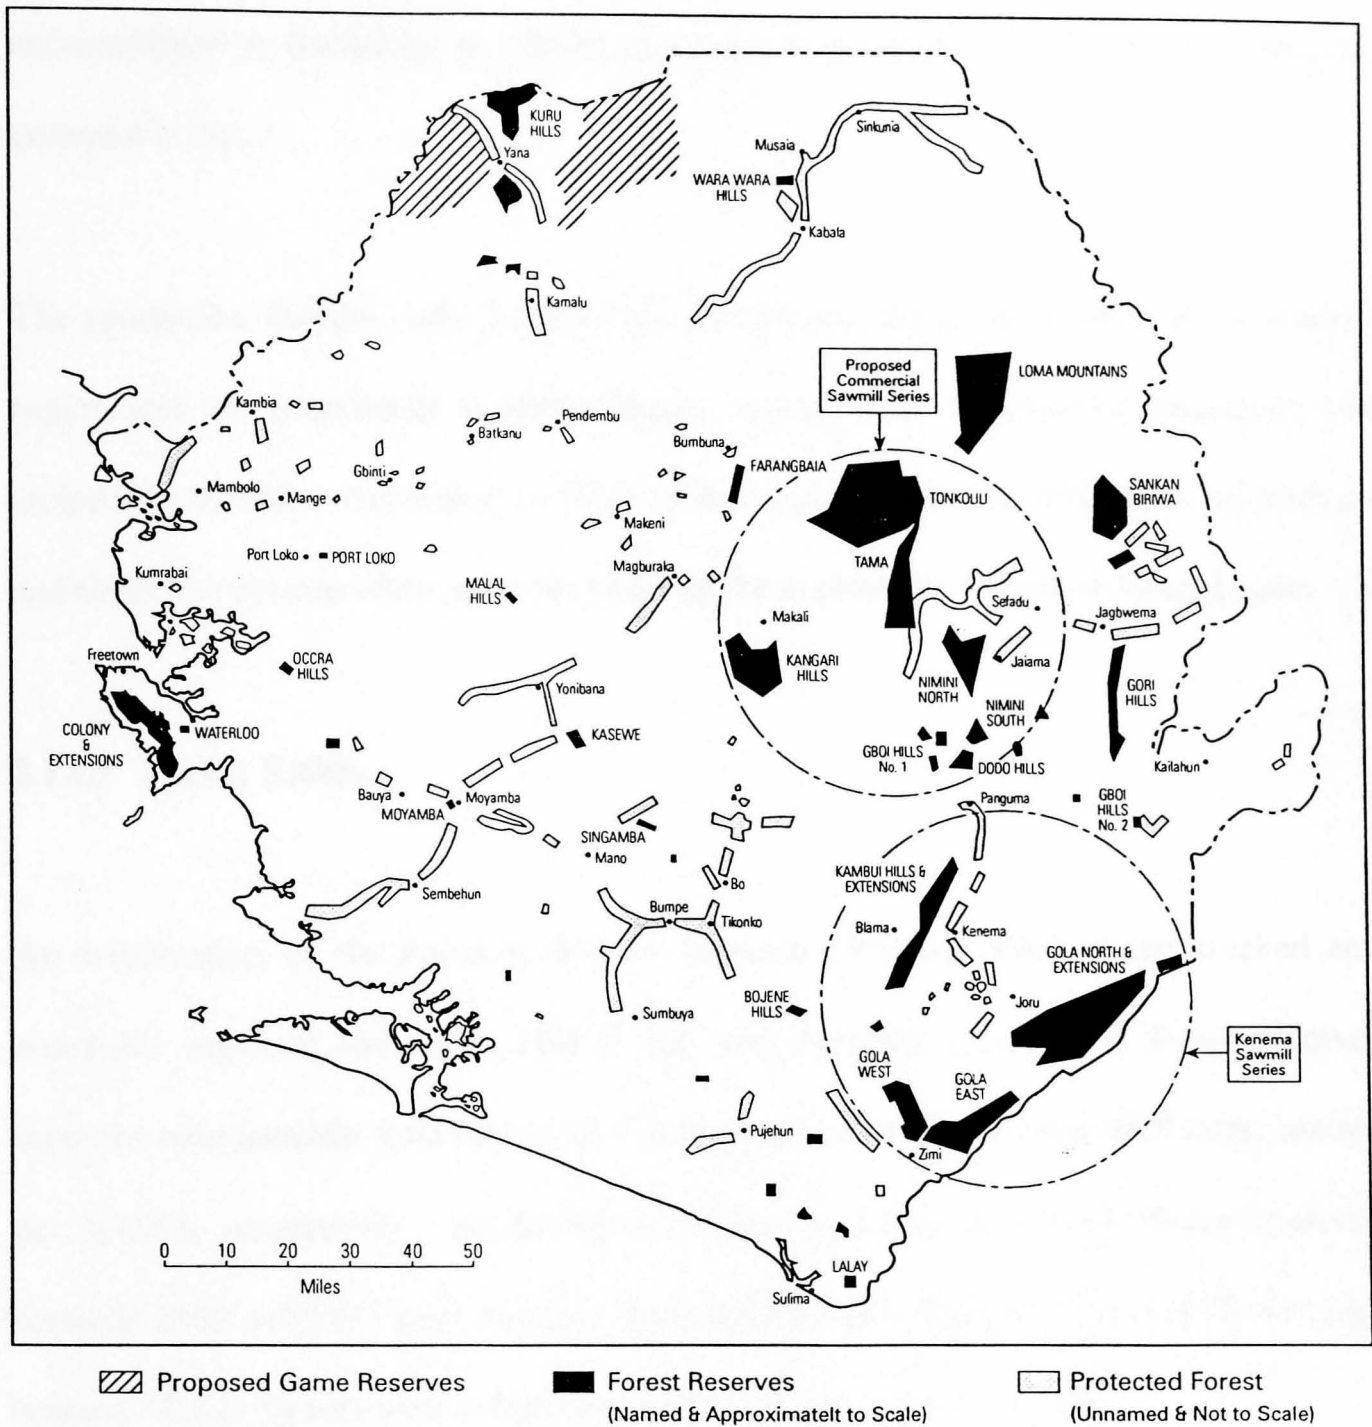 KURU
HILLS
Yana
Sinkunia
Musaia
WARA WARA
HILLS
Kabala
Kamalu
Proposed
Commercial
Sawmill Series
LOMA MOUNTAINS
Kambia
Pendembu
Batkanu
Bumbuna
Gbinti
FARANGBAIA
TONKOLILI
SANKAN
BIRIWA
Mambolo
Mange
Makeni
Port Loko
PORT LOKO
TAMA
Magburaka
Kumrabai
MALAL
HILLS
Sefadu
Jagbwema
Makali
Freetown
OCCRA
HILLS
KANGARI
HILLS
Jaiama
NIMINI
NORTH
GORI
HILLS
Yonibana
NIMINI
SOUTH
COLONY
&
EXTENSIONS
WATERLOO
KASEWE
GBOI HILLS
No. 1
DODO HILLS
Kailahun
Bauya
MOYAMBA
Moyamba
Panguma
GBOI
HILLS
No. 2
SINGAMBA
Mano
KAMBUI HILLS &
EXTENSIONS
Sembehun
Bo
Bumpe
Tikonko
Blama
Kenema
GOLA NORTH &
EXTENSIONS
BOJENE
HILLS
Joru
Sumbuya
Kenema
Sawmill
Series
GOLA
WEST
GOLA
EAST
Pujehun
Zimi
0 10 20 30 40 50
Miles
LALAY
Sulima
Proposed Game Reserves
Forest Reserves
(Named & Approximatelt to Scale)
Protected Forest
(Unnamed & Not to Scale)